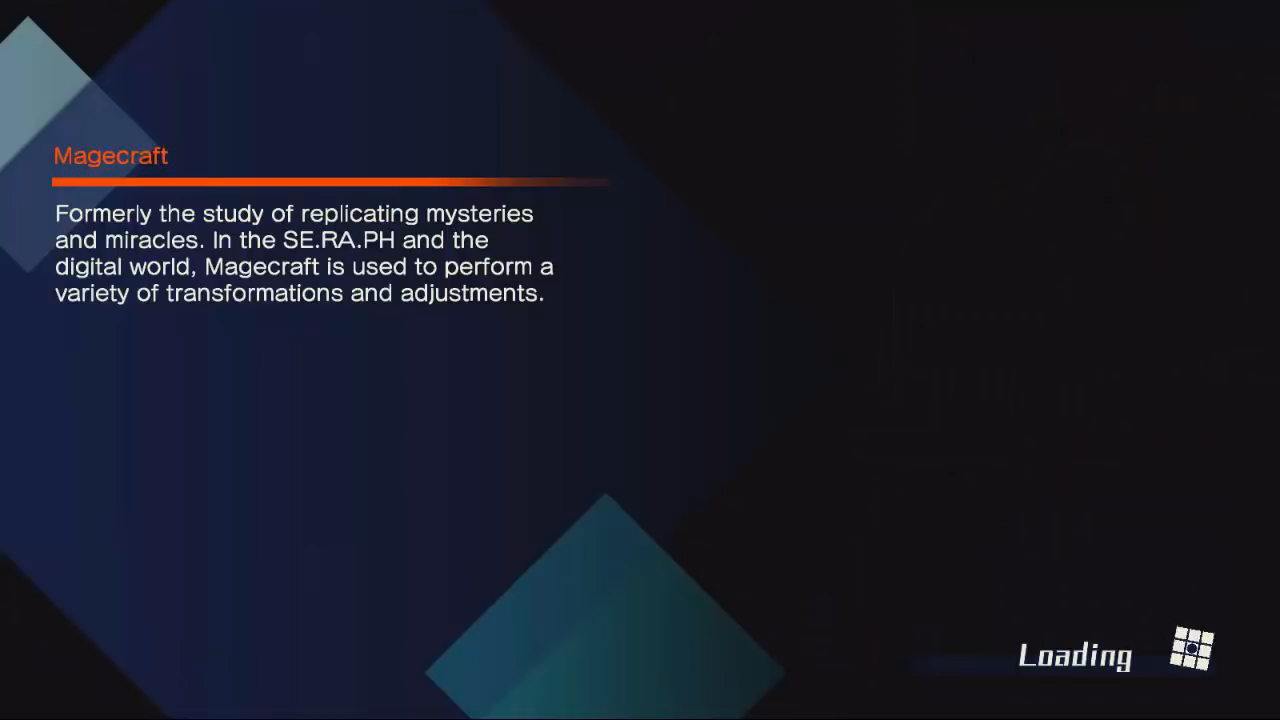 Magecraft
Formerly the study of replicating mysteries
and miracles. In the SE.RA.PH and the
digital world, Magecraft is used to perform a
variety of transformations and adjustments.
Loading